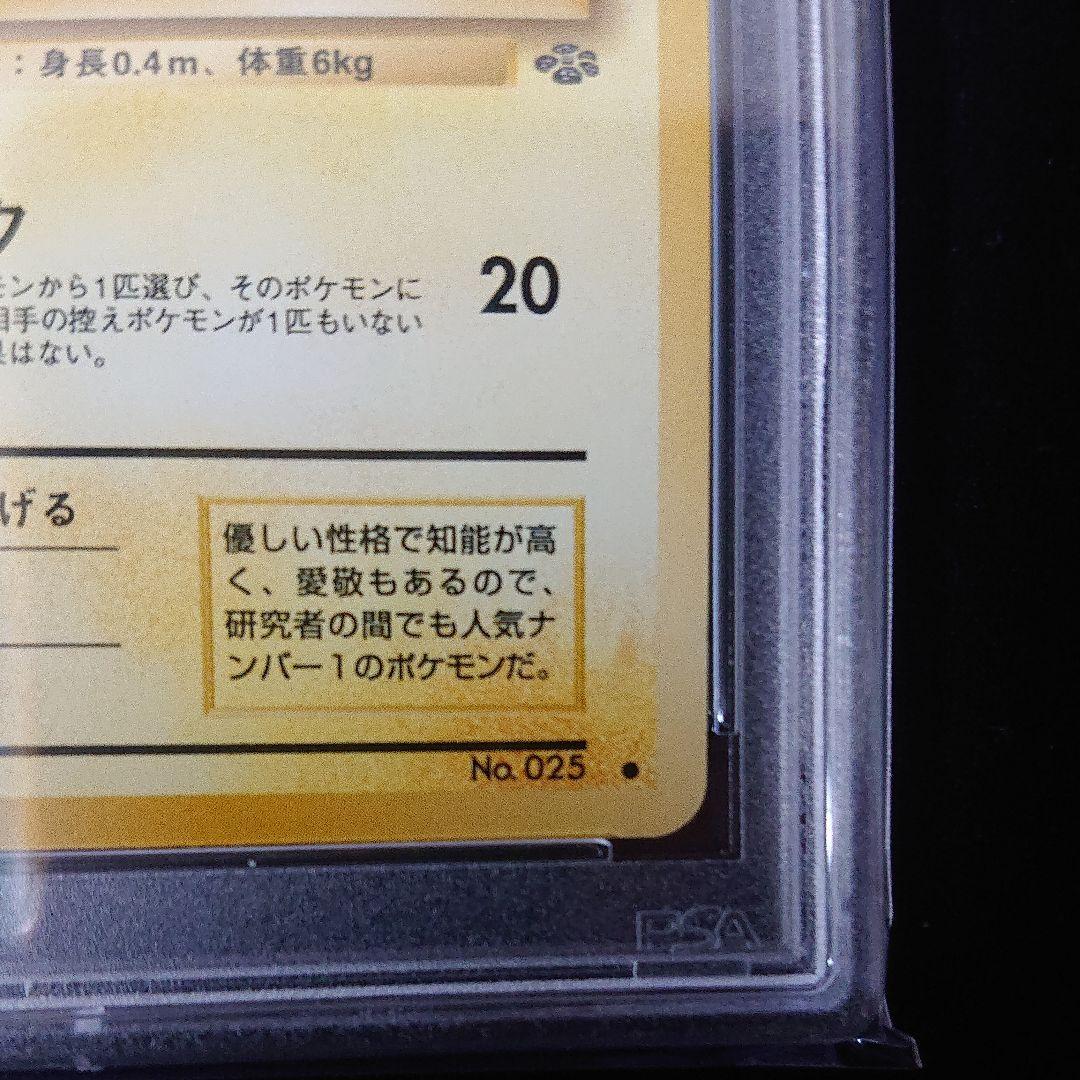 ：身長0.4m、体重6kg
ク
モンから1匹選び、そのポケモンに
20
相手の控えポケモンが1匹もいない
果はない。
げる
優しい性格で知能が高
く、愛敬もあるので、
研究者の間でも人気ナ
ンバー1のポケモンだ。
No.025 ●
PSA